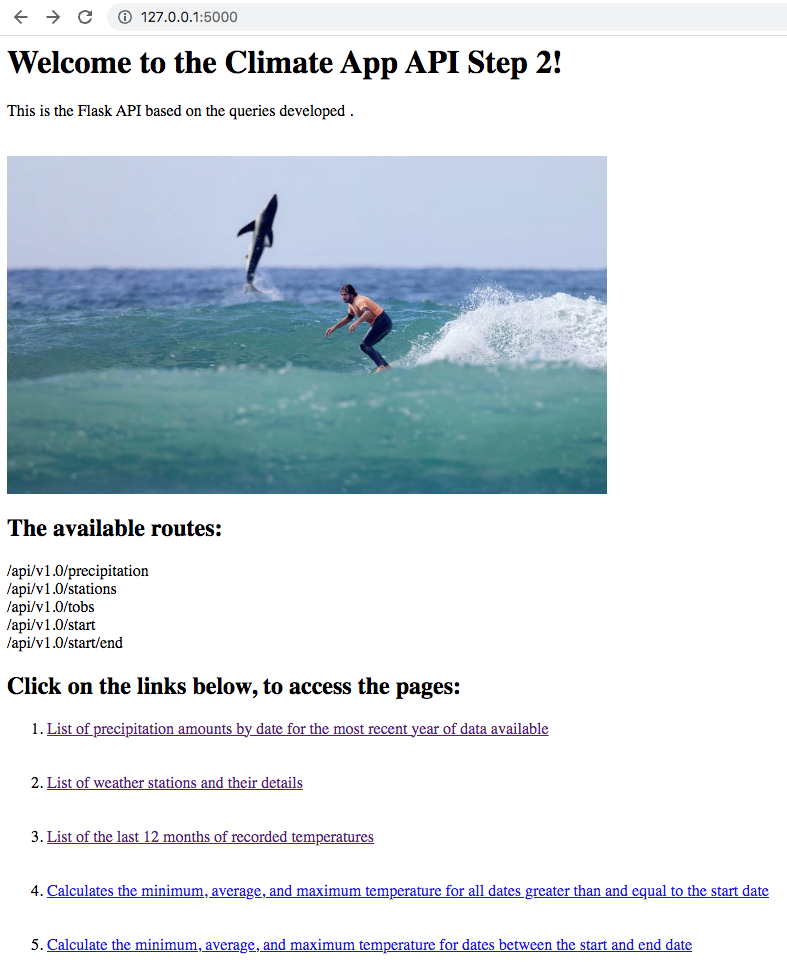 127.0.0.1:5000
Welcome to the Climate App API Step 2!
This is the Flask API based on the queries developed .
The available routes:
/api/v1.0/precipitation
/api/v1.0/stations
/api/v1.0/tobs
/api/v1.0/start
/api/v1.0/start/end
Click on the links below, to access the pages:
1. List of precipitation amounts by date for the most recent year of data available
2. List of weather stations and their details
3. List of the last 12 months of recorded temperatures
4. Calculates the minimum, average, and maximum temperature for all dates greater than and equal to the start date
5. Calculate the minimum, average, and maximum temperature for dates between the start and end date